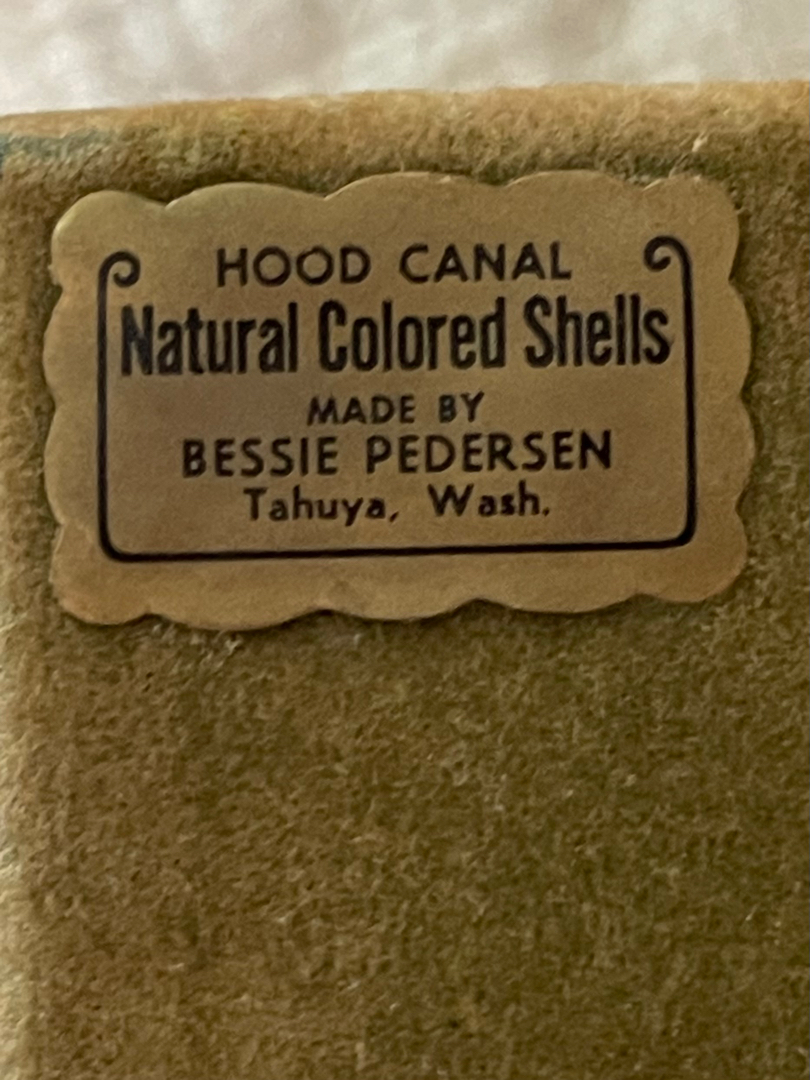 HOOD CANAL
Natural Colored Shells
MADE BY
BESSIE PEDERSEN
Tahuya, Wash.